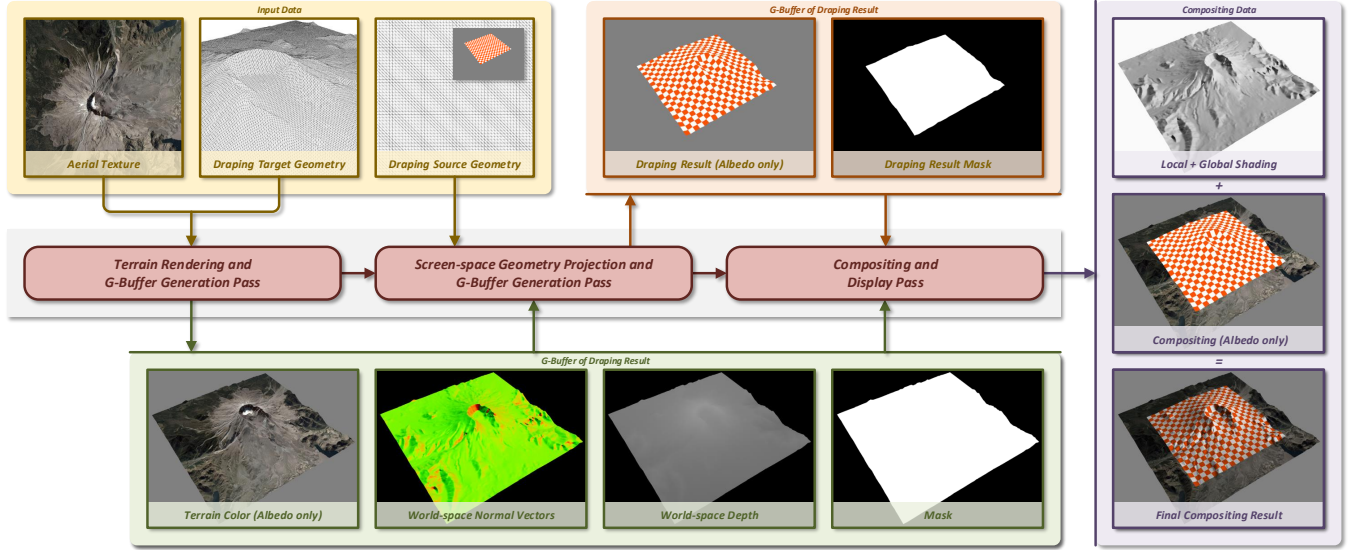 Input Data
Aerial Texture
Draping Target Geometry
Draping Source Geometry
G-Buffer of Draping Result
Draping Result (Albedo only)
Draping Result Mask
Compositing Data
Local + Global Shading
+
Compositing (Albedo only)
=
Final Compositing Result
Terrain Rendering and
G-Buffer Generation Pass
Screen-space Geometry Projection and
G-Buffer Generation Pass
Compositing and
Display Pass
G-Buffer of Draping Result
Terrain Color (Albedo only)
World-space Normal Vectors
World-space Depth
Mask